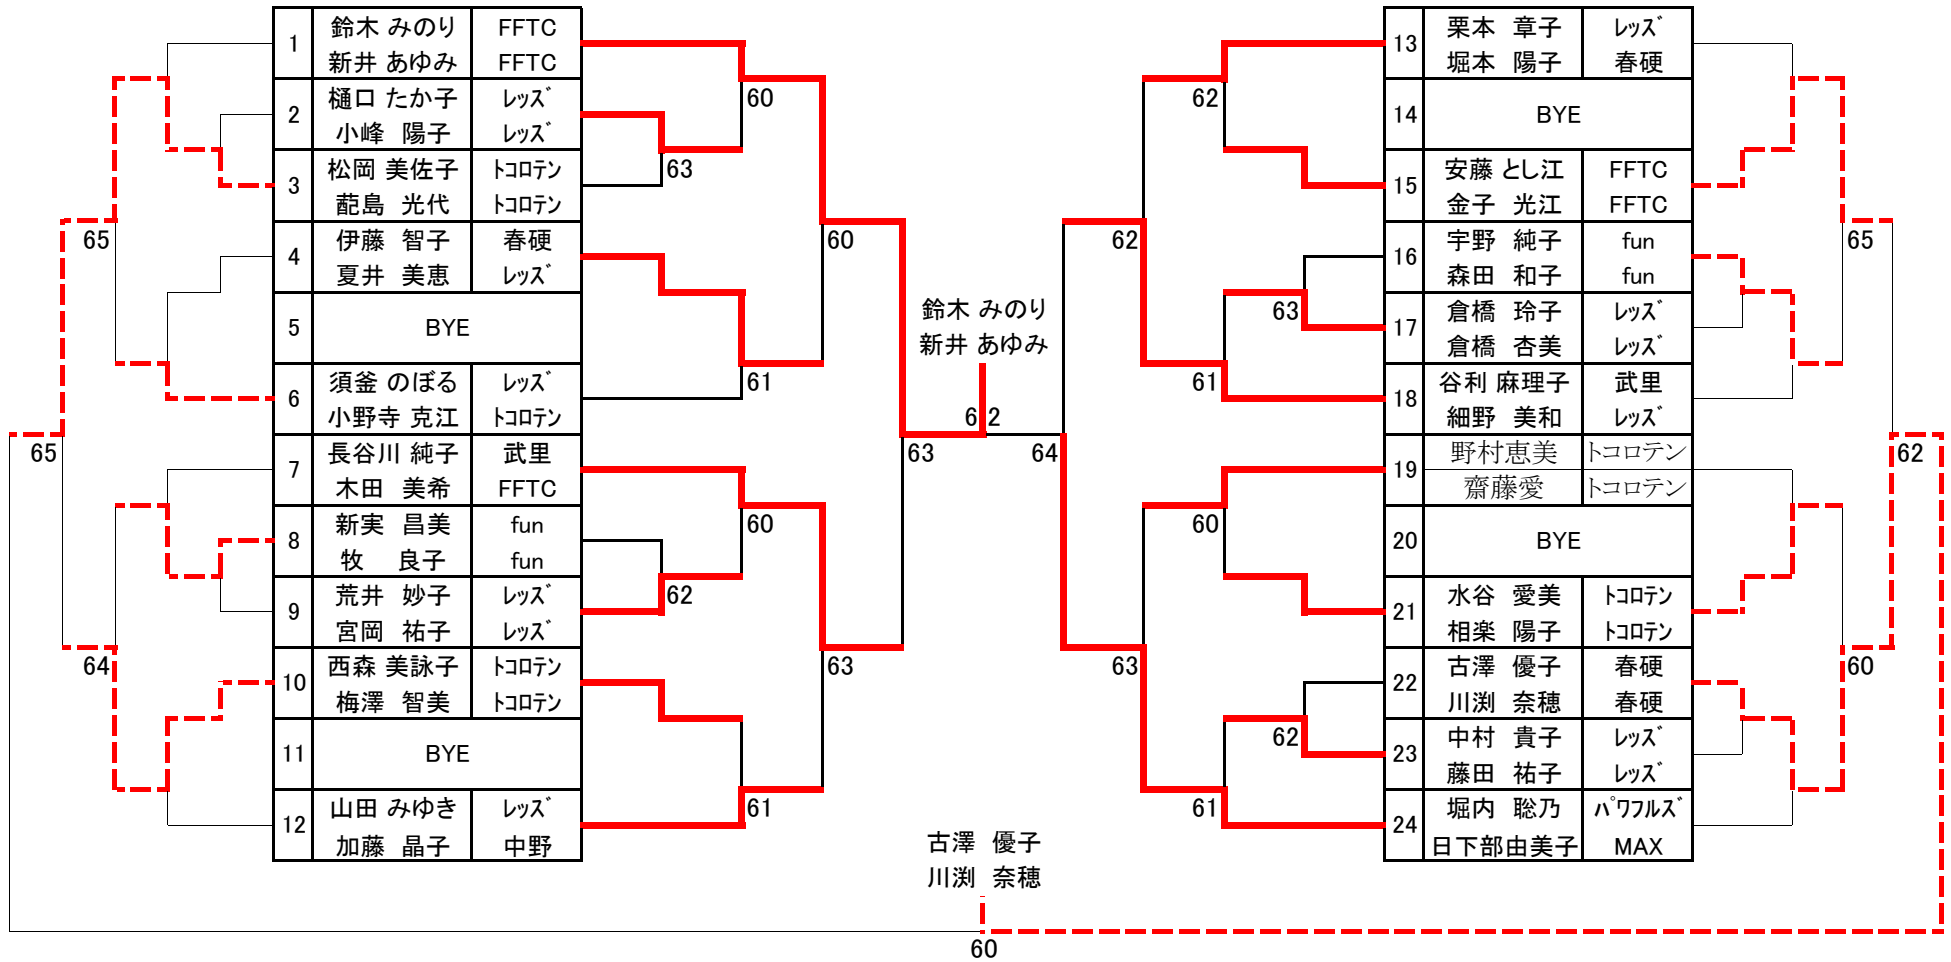 1 鈴木 みのり FFTC
新井 あゆみ FFTC
2 樋口 たか子 ﾚｯｽﾞ
小峰 陽子 ﾚｯｽﾞ
3 松岡 美佐子 ﾄｺﾛﾃﾝ
蓜島 光代 ﾄｺﾛﾃﾝ
4 伊藤 智子 春硬
夏井 美恵 ﾚｯｽﾞ
5 BYE
6 須釜 のぼる ﾚｯｽﾞ
小野寺 克江 ﾄｺﾛﾃﾝ
7 長谷川 純子 武里
木田 美希 FFTC
8 新実 昌美 fun
牧 良子 fun
9 荒井 妙子 ﾚｯｽﾞ
宮岡 祐子 ﾚｯｽﾞ
10 西森 美詠子 ﾄｺﾛﾃﾝ
梅澤 智美 ﾄｺﾛﾃﾝ
11 BYE
12 山田 みゆき ﾚｯｽﾞ
加藤 晶子 中野
65
65
64
60
63
61
60
62
61
60
63
63
鈴木 みのり
新井 あゆみ
62
64
62
63
62
63
61
60
62
61
古澤 優子
川渕 奈穂
60
13 栗本 章子 ﾚｯｽﾞ
堀本 陽子 春硬
14 BYE
15 安藤 とし江 FFTC
金子 光江 FFTC
16 宇野 純子 fun
森田 和子 fun
17 倉橋 玲子 ﾚｯｽﾞ
倉橋 杏美 ﾚｯｽﾞ
18 谷利 麻理子 武里
細野 美和 ﾚｯｽﾞ
19 野村恵美 トコロテン
齋藤愛 トコロテン
20 BYE
21 水谷 愛美 ﾄｺﾛﾃﾝ
相楽 陽子 ﾄｺﾛﾃﾝ
22 古澤 優子 春硬
川渕 奈穂 春硬
23 中村 貴子 ﾚｯｽﾞ
藤田 祐子 ﾚｯｽﾞ
24 堀内 聡乃 ﾊﾟﾜﾌﾙｽﾞ
日下部由美子 MAX
65
62
60